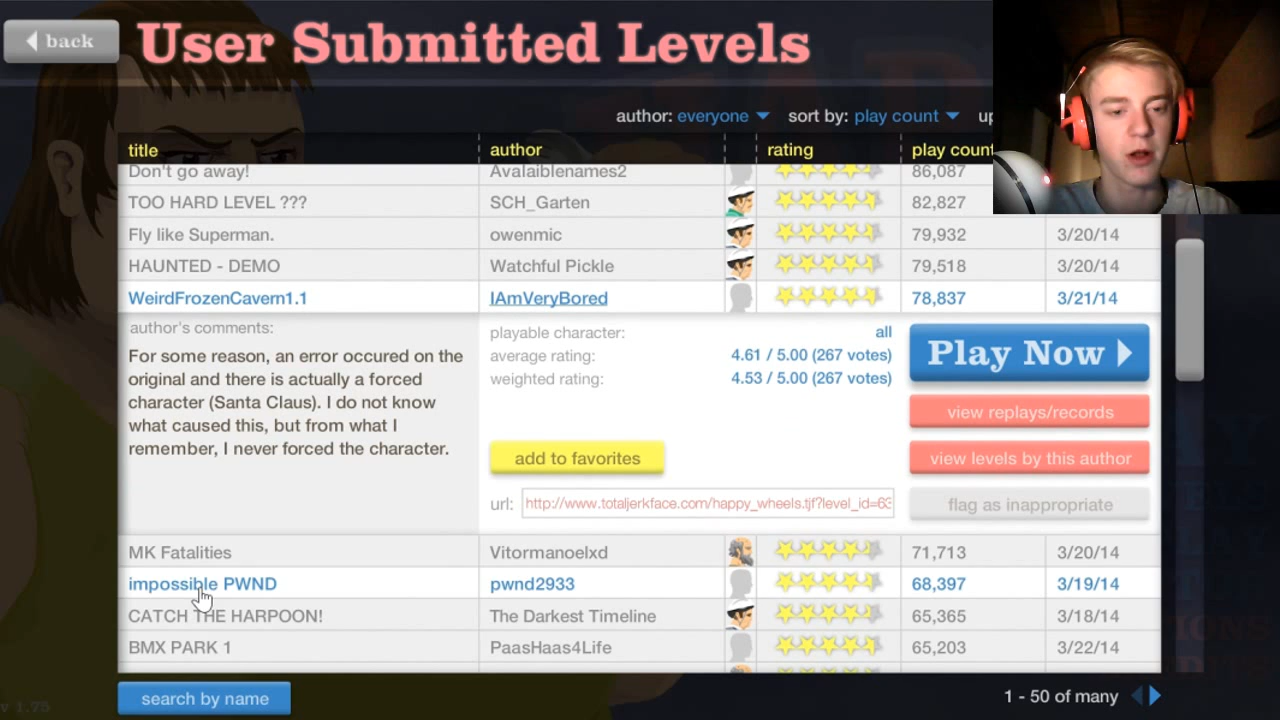 back
User Submitted Levels
author: everyone sort by: play count up
title author rating play count
Don't go away! Avalaiblenames2 86,087
TOO HARD LEVEL ??? SCH_Garten 82,827
Fly like Superman. owenmic 79,932 3/20/14
HAUNTED - DEMO Watchful Pickle 79,518 3/20/14
WeirdFrozenCavern1.1 IAmVeryBored 78,837 3/21/14
author's comments:
For some reason, an error occured on the
original and there is actually a forced
character (Santa Claus). I do not know
what caused this, but from what I
remember, I never forced the character.
playable character: all
average rating: 4.61 / 5.00 (267 votes)
weighted rating: 4.53 / 5.00 (267 votes)
add to favorites
url: http://www.totaljerkface.com/happy_wheels.tjf?level_id=63
Play Now
view replays/records
view levels by this author
flag as inappropriate
MK Fatalities Vitormanoelxd 71,713 3/20/14
impossible PWND pwnd2933 68,397 3/19/14
CATCH THE HARPOON! The Darkest Timeline 65,365 3/18/14
BMX PARK 1 PaasHaas4Life 65,203 3/22/14
search by name
1 - 50 of many
v 1.75